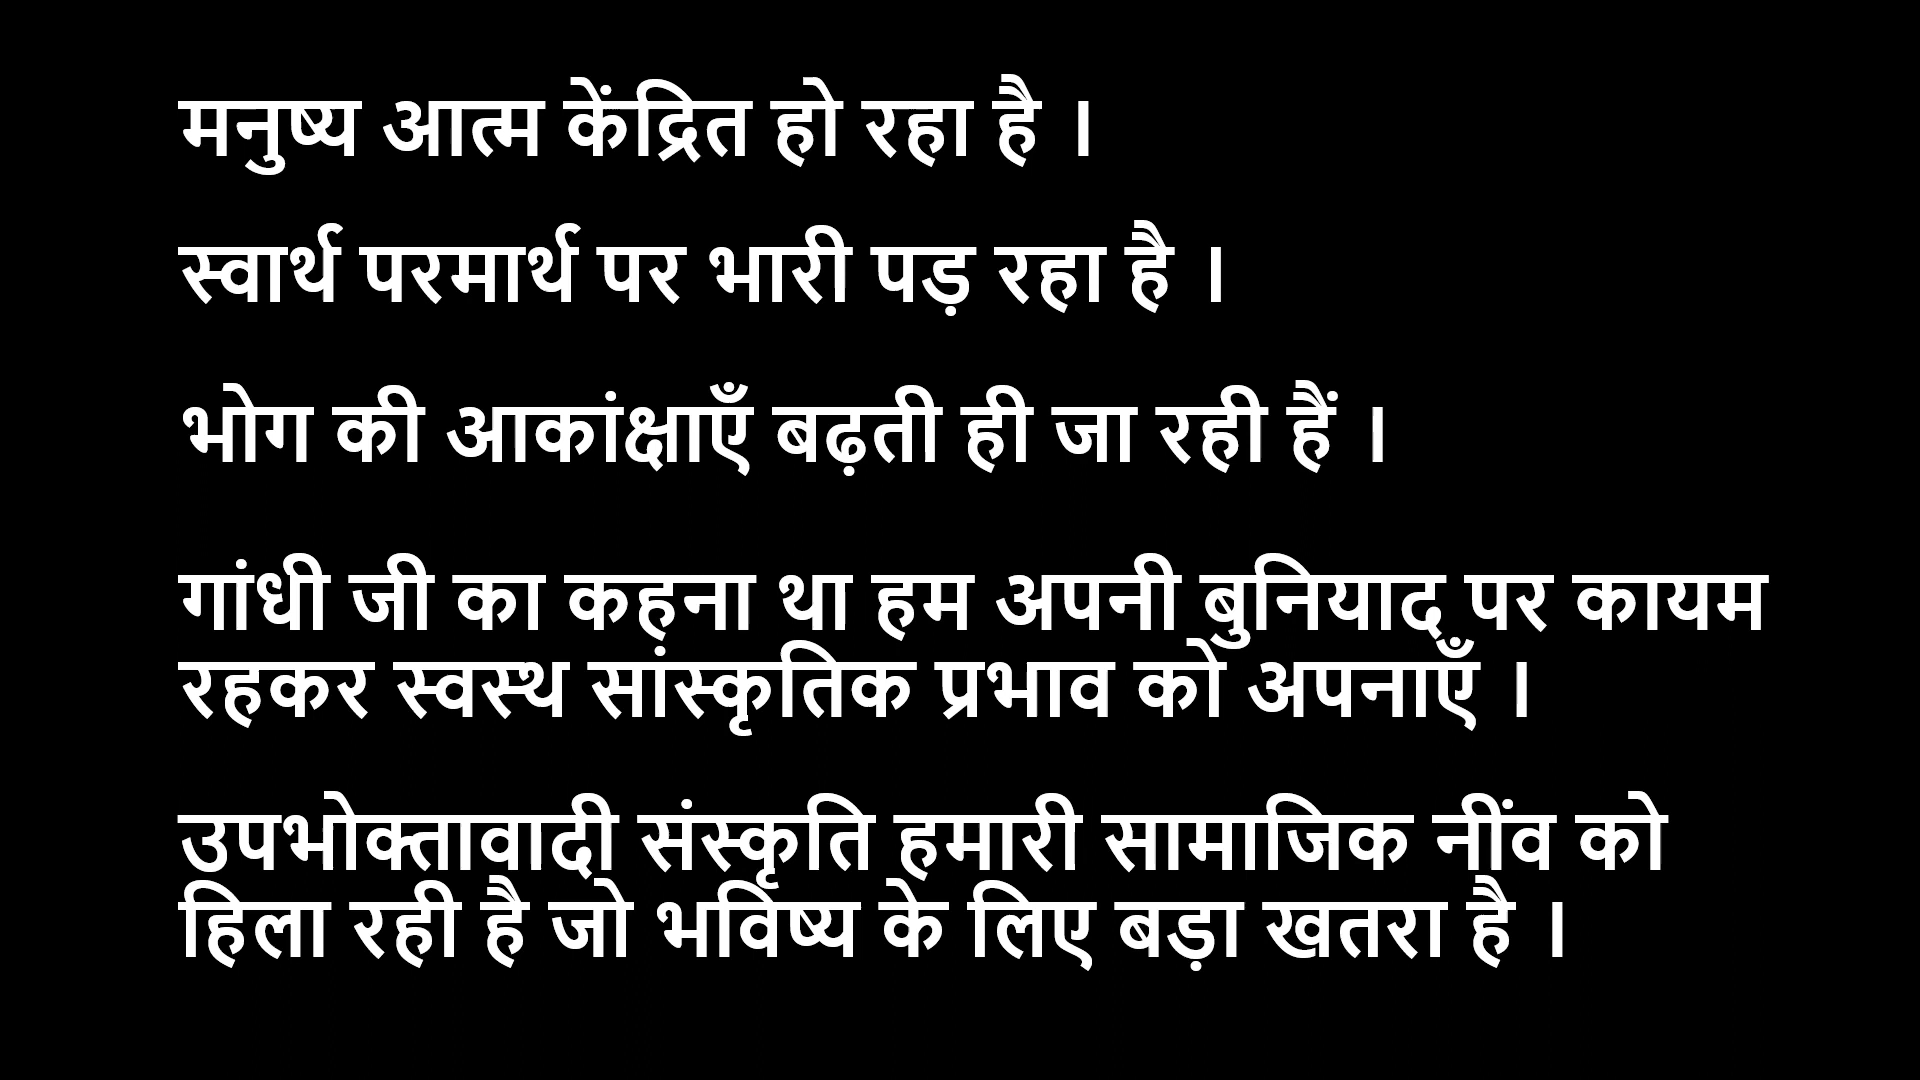 मनुष्य आत्म केंद्रित हो रहा है ।
स्वार्थ परमार्थ पर भारी पड़ रहा है ।
भोग की आकांक्षाएँ बढ़ती ही जा रही हैं ।
गांधी जी का कहना था हम अपनी बुनियाद पर कायम
रहकर स्वस्थ सांस्कृतिक प्रभाव को अपनाएँ ।
उपभोक्तावादी संस्कृति हमारी सामाजिक नींव को
हिला रही है जो भविष्य के लिए बड़ा खतरा है ।